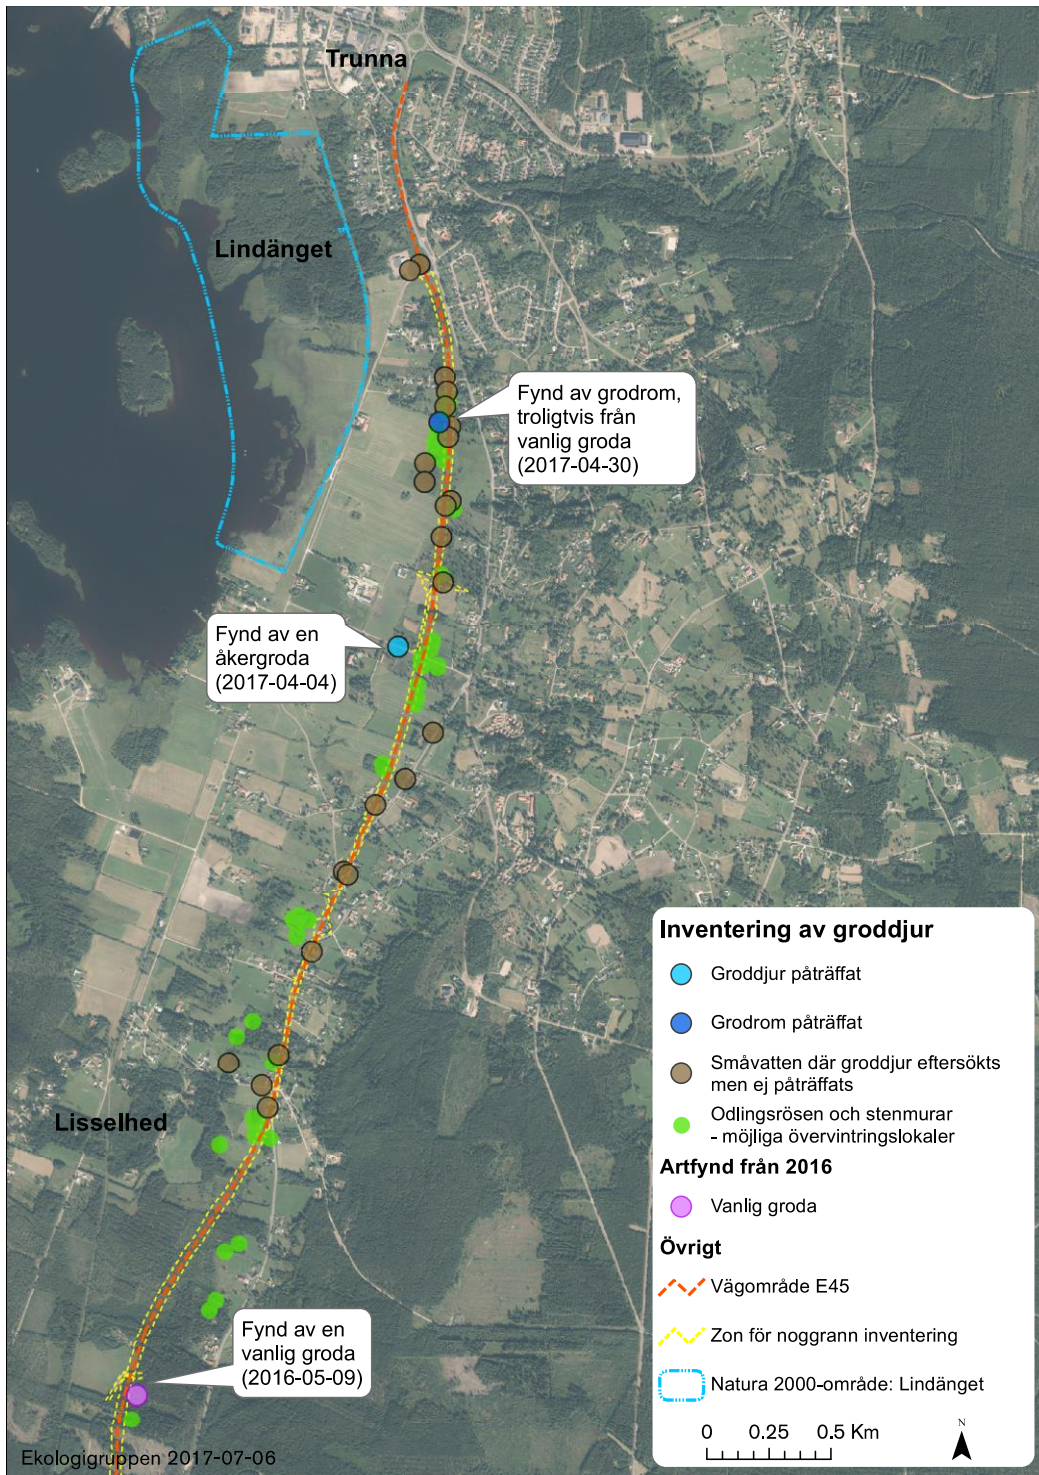 Trunna
Lindänget
Fynd av grodrom,
troligtvis från
vanlig groda
(2017-04-30)
Fynd av en
åkergroda
(2017-04-04)
Lisselhed
Fynd av en
vanlig groda
(2016-05-09)
Ekologigruppen 2017-07-06
Inventering av groddjur
Groddjur påträffat
Grodrom påträffat
Småvatten där groddjur eftersökts
men ej påträffats
Odlingsrösen och stenmurar
- möjliga övervintringslokaler
Artfynd från 2016
Vanlig groda
Övrigt
Vägområde E45
Zon för noggrann inventering
Natura 2000-område: Lindänget
0 0.25 0.5 Km
N